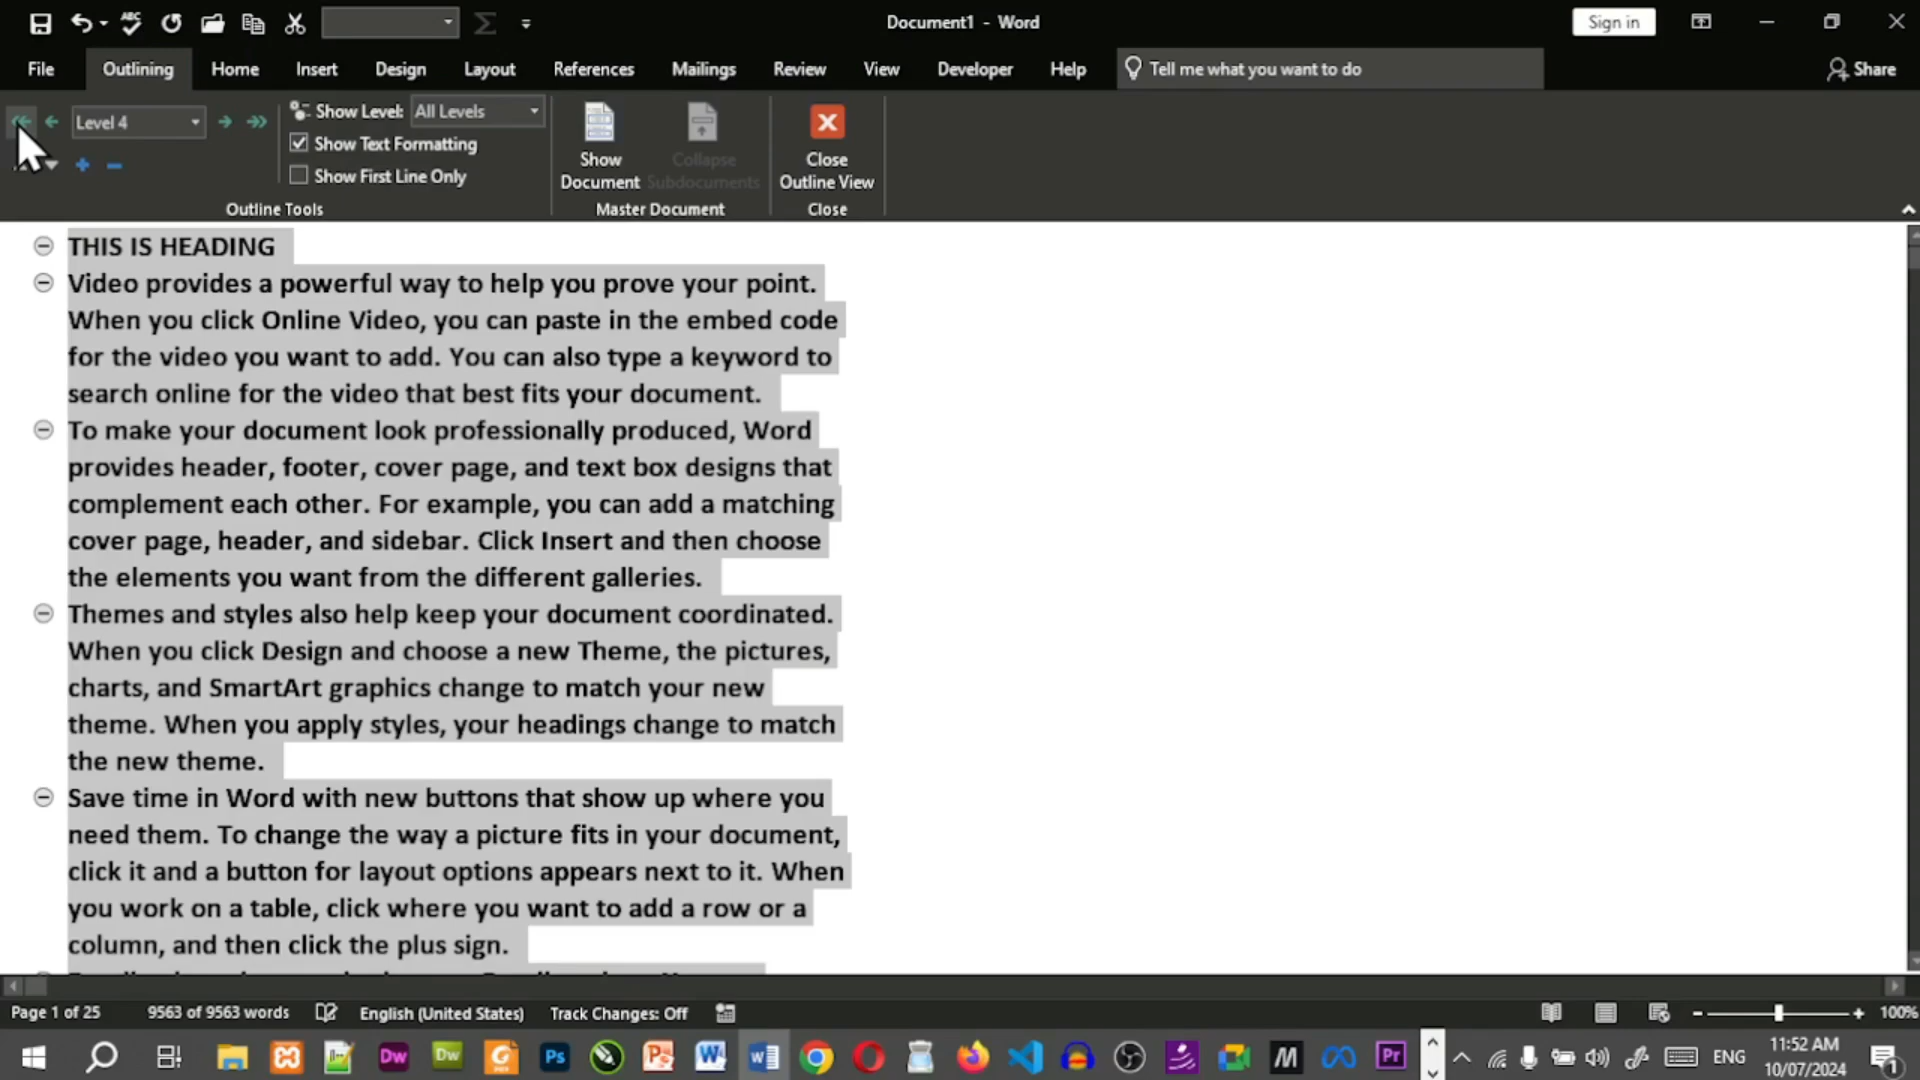 Document1 - Word
Sign in
File Outlining Home Insert Design Layout References Mailings Review View Developer Help Tell me what you want to do Share
Level 4
Show Level: All Levels
Show Text Formatting
Show First Line Only
Outline Tools
Show Document
Collapse Subdocuments
Master Document
Close Outline View
Close
THIS IS HEADING
Video provides a powerful way to help you prove your point.
When you click Online Video, you can paste in the embed code
for the video you want to add. You can also type a keyword to
search online for the video that best fits your document.
To make your document look professionally produced, Word
provides header, footer, cover page, and text box designs that
complement each other. For example, you can add a matching
cover page, header, and sidebar. Click Insert and then choose
the elements you want from the different galleries.
Themes and styles also help keep your document coordinated.
When you click Design and choose a new Theme, the pictures,
charts, and SmartArt graphics change to match your new
theme. When you apply styles, your headings change to match
the new theme.
Save time in Word with new buttons that show up where you
need them. To change the way a picture fits in your document,
click it and a button for layout options appears next to it. When
you work on a table, click where you want to add a row or a
column, and then click the plus sign.
Page 1 of 25 9563 of 9563 words English (United States) Track Changes: Off 100%
ENG 11:52 AM
10/07/2024